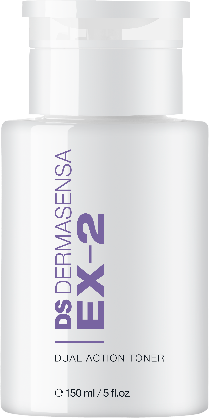 DS DERMASENSA
EX-2
DUAL ACTION TONER
℮ 150 ml / 5 fl.oz